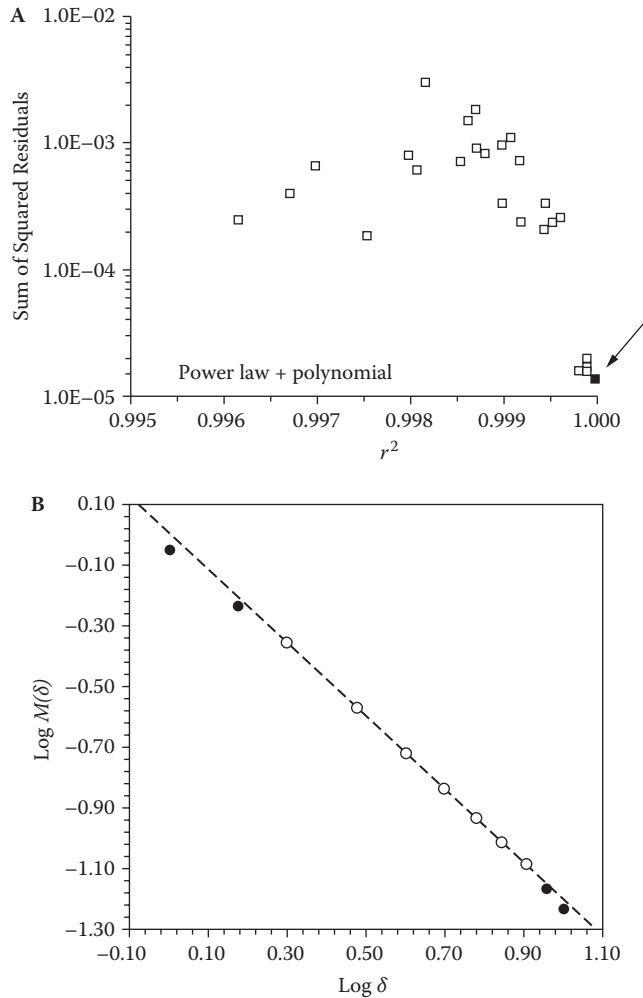 A
1.0E−02
1.0E−03
1.0E−04
1.0E−05
Sum of Squared Residuals
Power law + polynomial
0.995 0.996 0.997 0.998 0.999 1.000
r²
B
0.10
−0.10
−0.30
−0.50
−0.70
−0.90
−1.10
−1.30
Log M(δ)
−0.10 0.10 0.30 0.50 0.70 0.90 1.10
Log δ